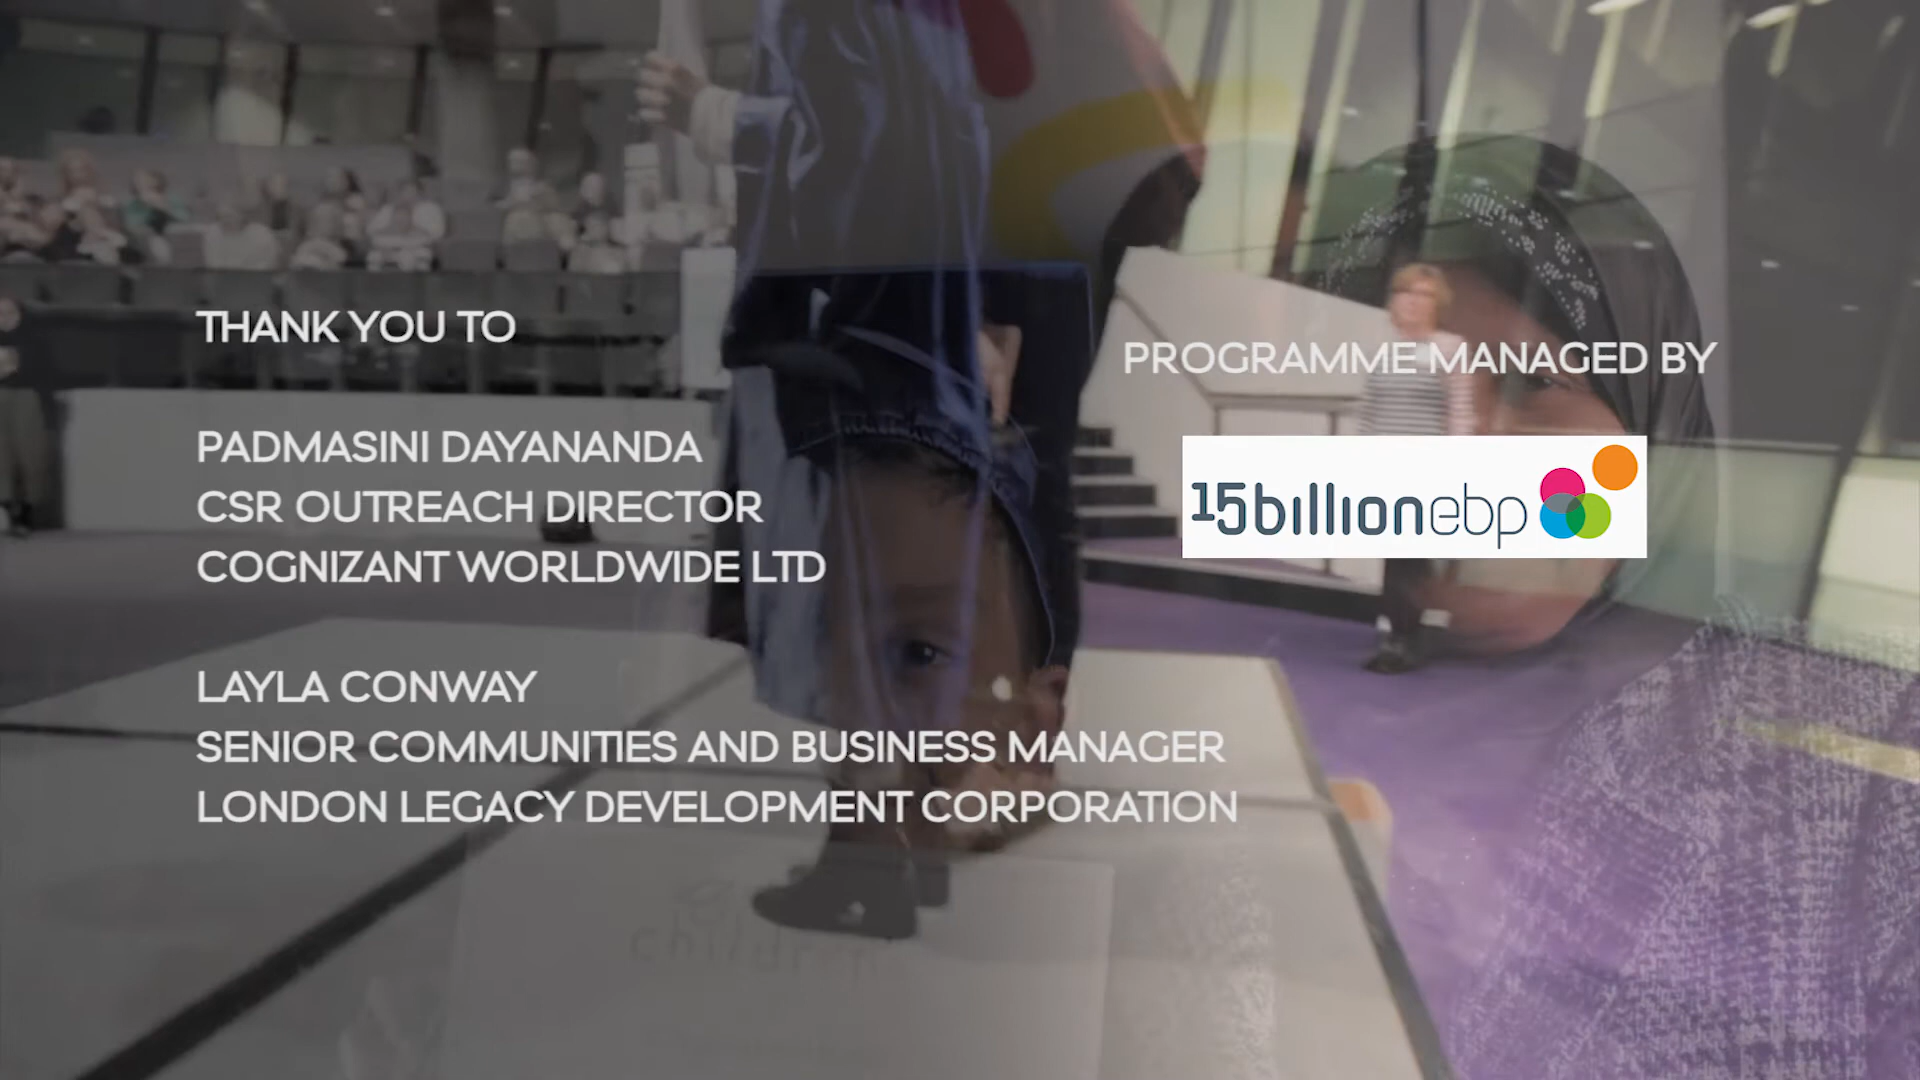 THANK YOU TO
PADMASINI DAYANANDA
CSR OUTREACH DIRECTOR
COGNIZANT WORLDWIDE LTD
LAYLA CONWAY
SENIOR COMMUNITIES AND BUSINESS MANAGER
LONDON LEGACY DEVELOPMENT CORPORATION
PROGRAMME MANAGED BY
15billionebp
children